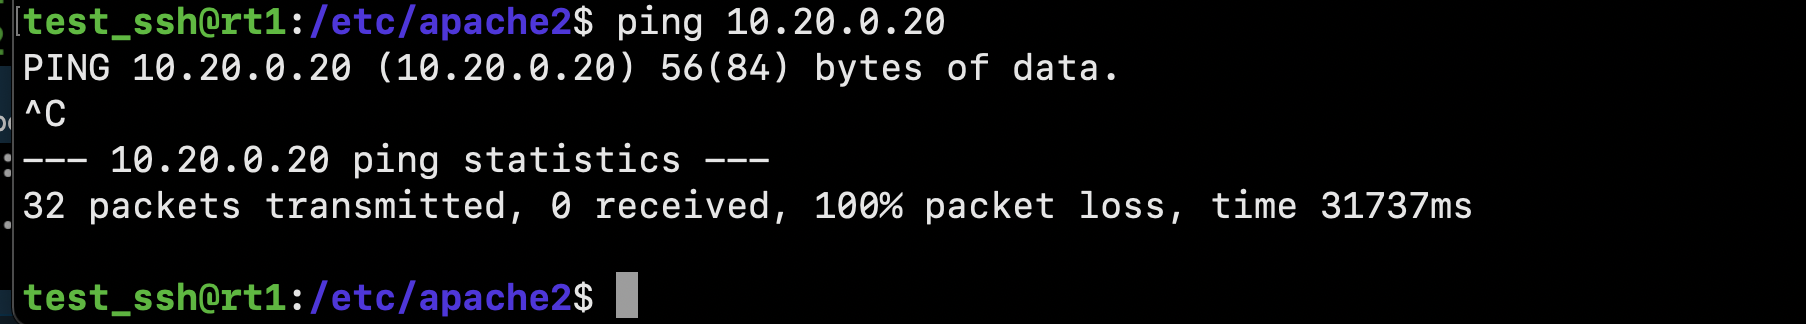 test_ssh@rt1:/etc/apache2$ ping 10.20.0.20
PING 10.20.0.20 (10.20.0.20) 56(84) bytes of data.
^C
--- 10.20.0.20 ping statistics ---
32 packets transmitted, 0 received, 100% packet loss, time 31737ms
test_ssh@rt1:/etc/apache2$